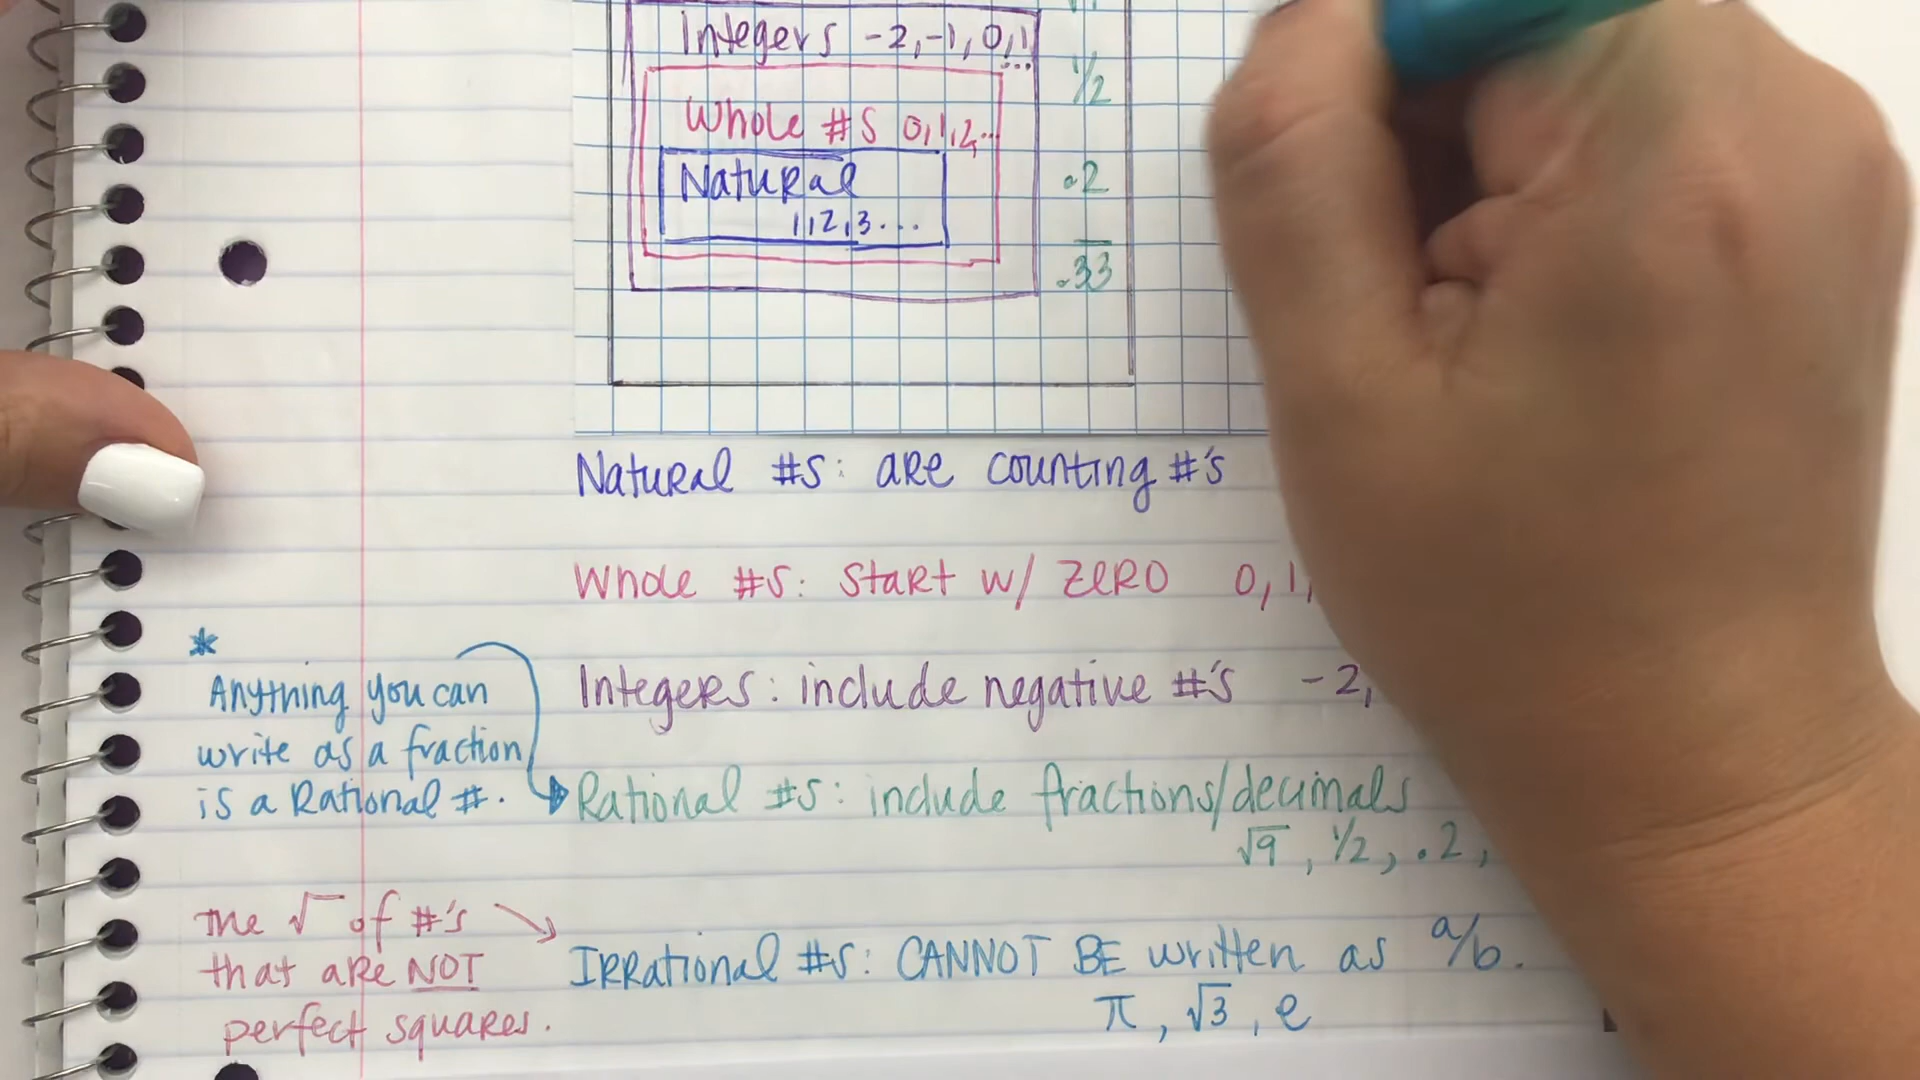 Integers -2,-1,0,1...
1/2
Whole #s 0,1,2...
Natural
.2
1,2,3...
.33
Natural #s: are counting #'s
Whole #s: start w/ zero 0,1,
Integers: include negative #'s -2,
*
Anything you can
write as a fraction
is a Rational #.
Rational #s: include fractions/decimals
√9, 1/2, .2,
The √ of #'s
that are NOT
perfect squares.
Irrational #s: CANNOT BE written as a/b.
π, √3, e